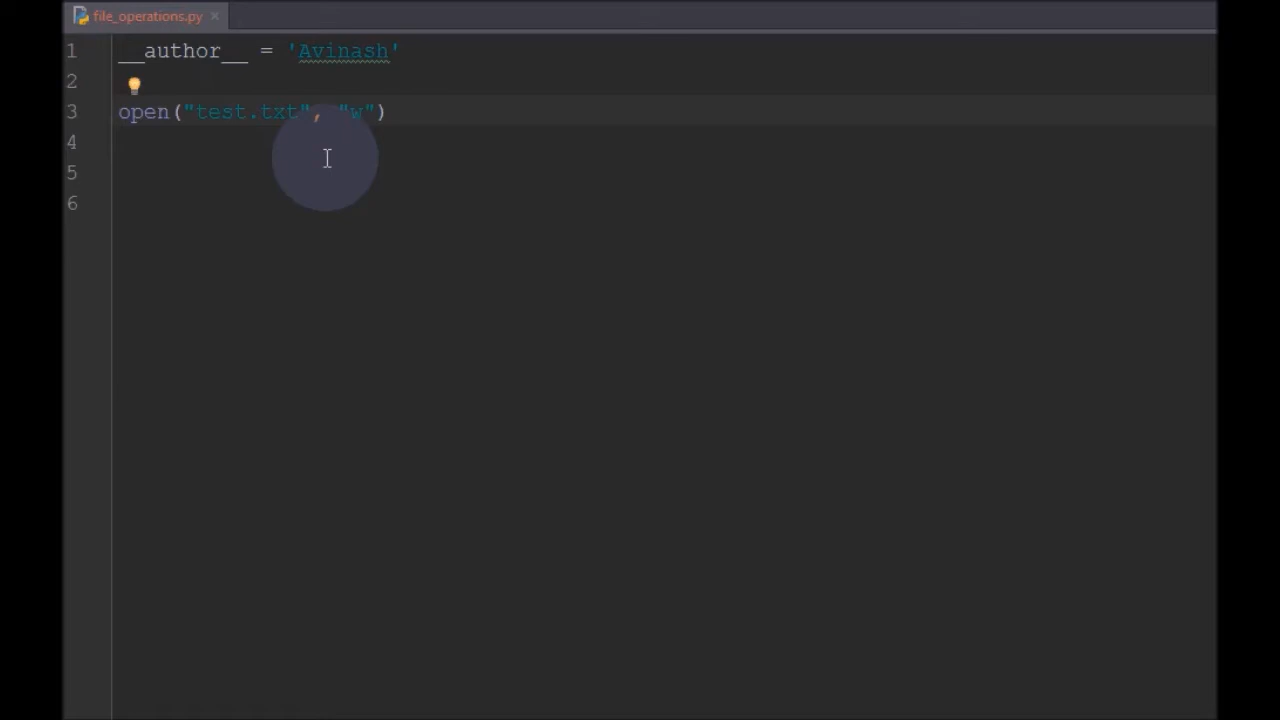 file_operations.py
1 __author__ = 'Avinash'
2
3 open("test.txt", "w")
4
5
6